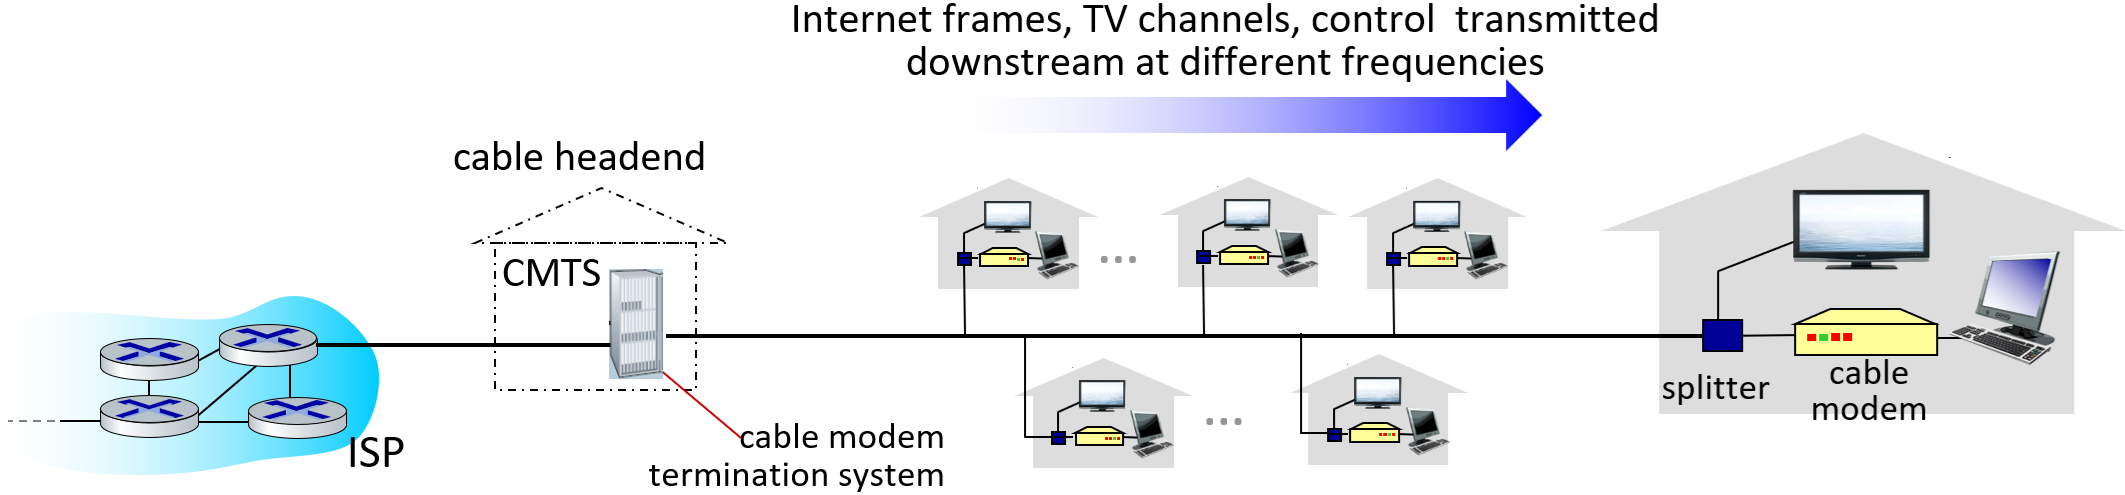 Internet frames, TV channels, control transmitted
downstream at different frequencies
cable headend
CMTS
ISP
cable modem
termination system
splitter
cable
modem